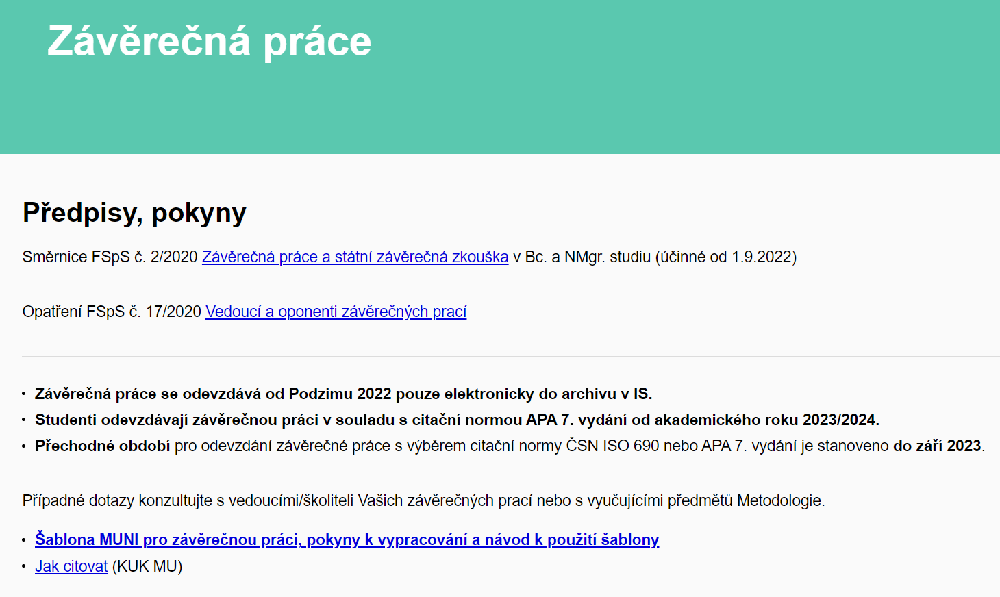 Závěrečná práce
Předpisy, pokyny
Směrnice FSpS č. 2/2020 Závěrečná práce a státní závěrečná zkouška v Bc. a NMgr. studiu (účinné od 1.9.2022)
Opatření FSpS č. 17/2020 Vedoucí a oponenti závěrečných prací
• Závěrečná práce se odevzdává od Podzimu 2022 pouze elektronicky do archivu v IS.
• Studenti odevzdávají závěrečnou práci v souladu s citační normou APA 7. vydání od akademického roku 2023/2024.
• Přechodné období pro odevzdání závěrečné práce s výběrem citační normy ČSN ISO 690 nebo APA 7. vydání je stanoveno do září 2023.
Případné dotazy konzultujte s vedoucími/školiteli Vašich závěrečných prací nebo s vyučujícími předmětů Metodologie.
• Šablona MUNI pro závěrečnou práci, pokyny k vypracování a návod k použití šablony
• Jak citovat (KUK MU)